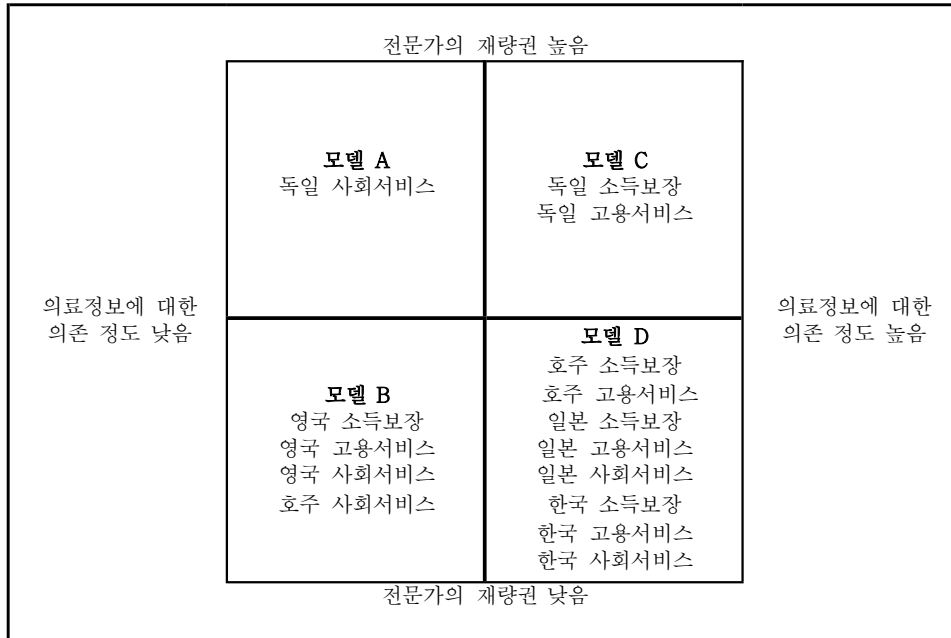 전문가의 재량권 높음
모델 A
독일 사회서비스
모델 C
독일 소득보장
독일 고용서비스
의료정보에 대한
의존 정도 낮음
의료정보에 대한
의존 정도 높음
모델 B
영국 소득보장
영국 고용서비스
영국 사회서비스
호주 사회서비스
모델 D
호주 소득보장
호주 고용서비스
일본 소득보장
일본 고용서비스
일본 사회서비스
한국 소득보장
한국 고용서비스
한국 사회서비스
전문가의 재량권 낮음